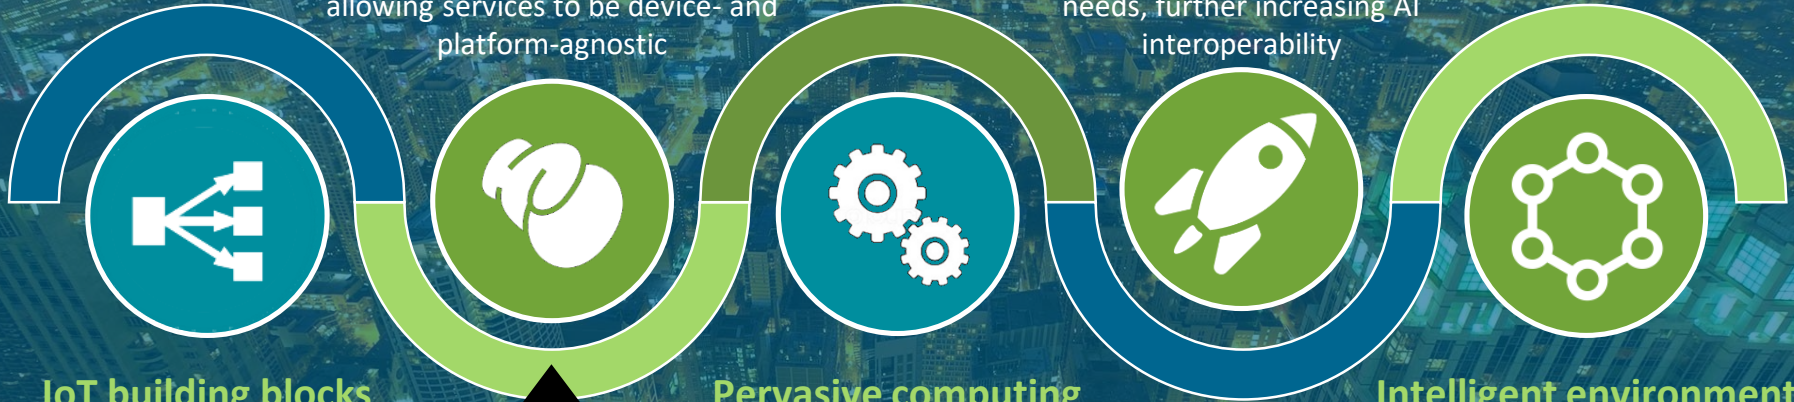 allowing services to be device- and
platform-agnostic
needs, further increasing AI
interoperability
IoT building blocks
Pervasive computing
Intelligent environment